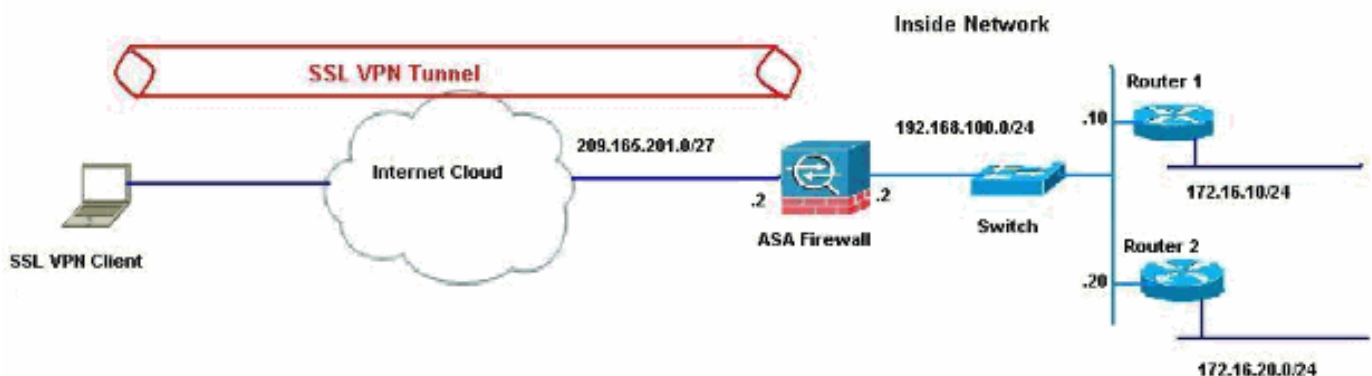 Inside Network
SSL VPN Tunnel
Router 1
192.168.100.0/24
.10
209.165.201.0/27
Internet Cloud
172.16.10/24
.2
.2
Switch
ASA Firewall
Router 2
SSL VPN Client
.20
172.16.20.0/24